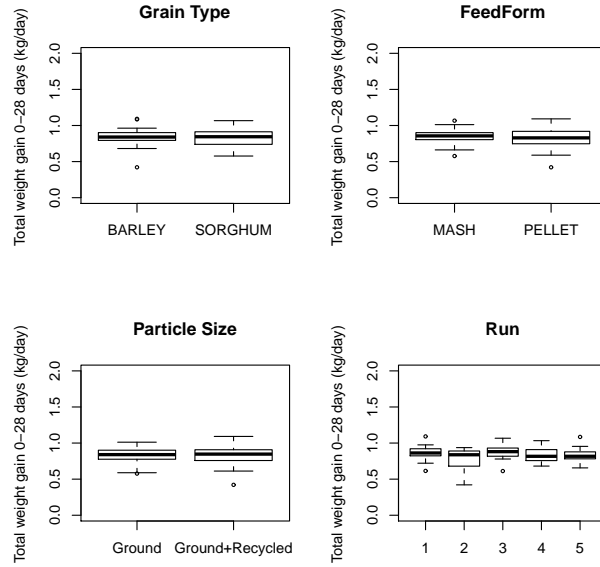 Grain Type
Total weight gain 0−28 days (kg/day)
0.0 0.5 1.0 1.5 2.0
BARLEY SORGHUM
FeedForm
Total weight gain 0−28 days (kg/day)
0.0 0.5 1.0 1.5 2.0
MASH PELLET
Particle Size
Total weight gain 0−28 days (kg/day)
0.0 0.5 1.0 1.5 2.0
Ground Ground+Recycled
Run
Total weight gain 0−28 days (kg/day)
0.0 0.5 1.0 1.5 2.0
1 2 3 4 5